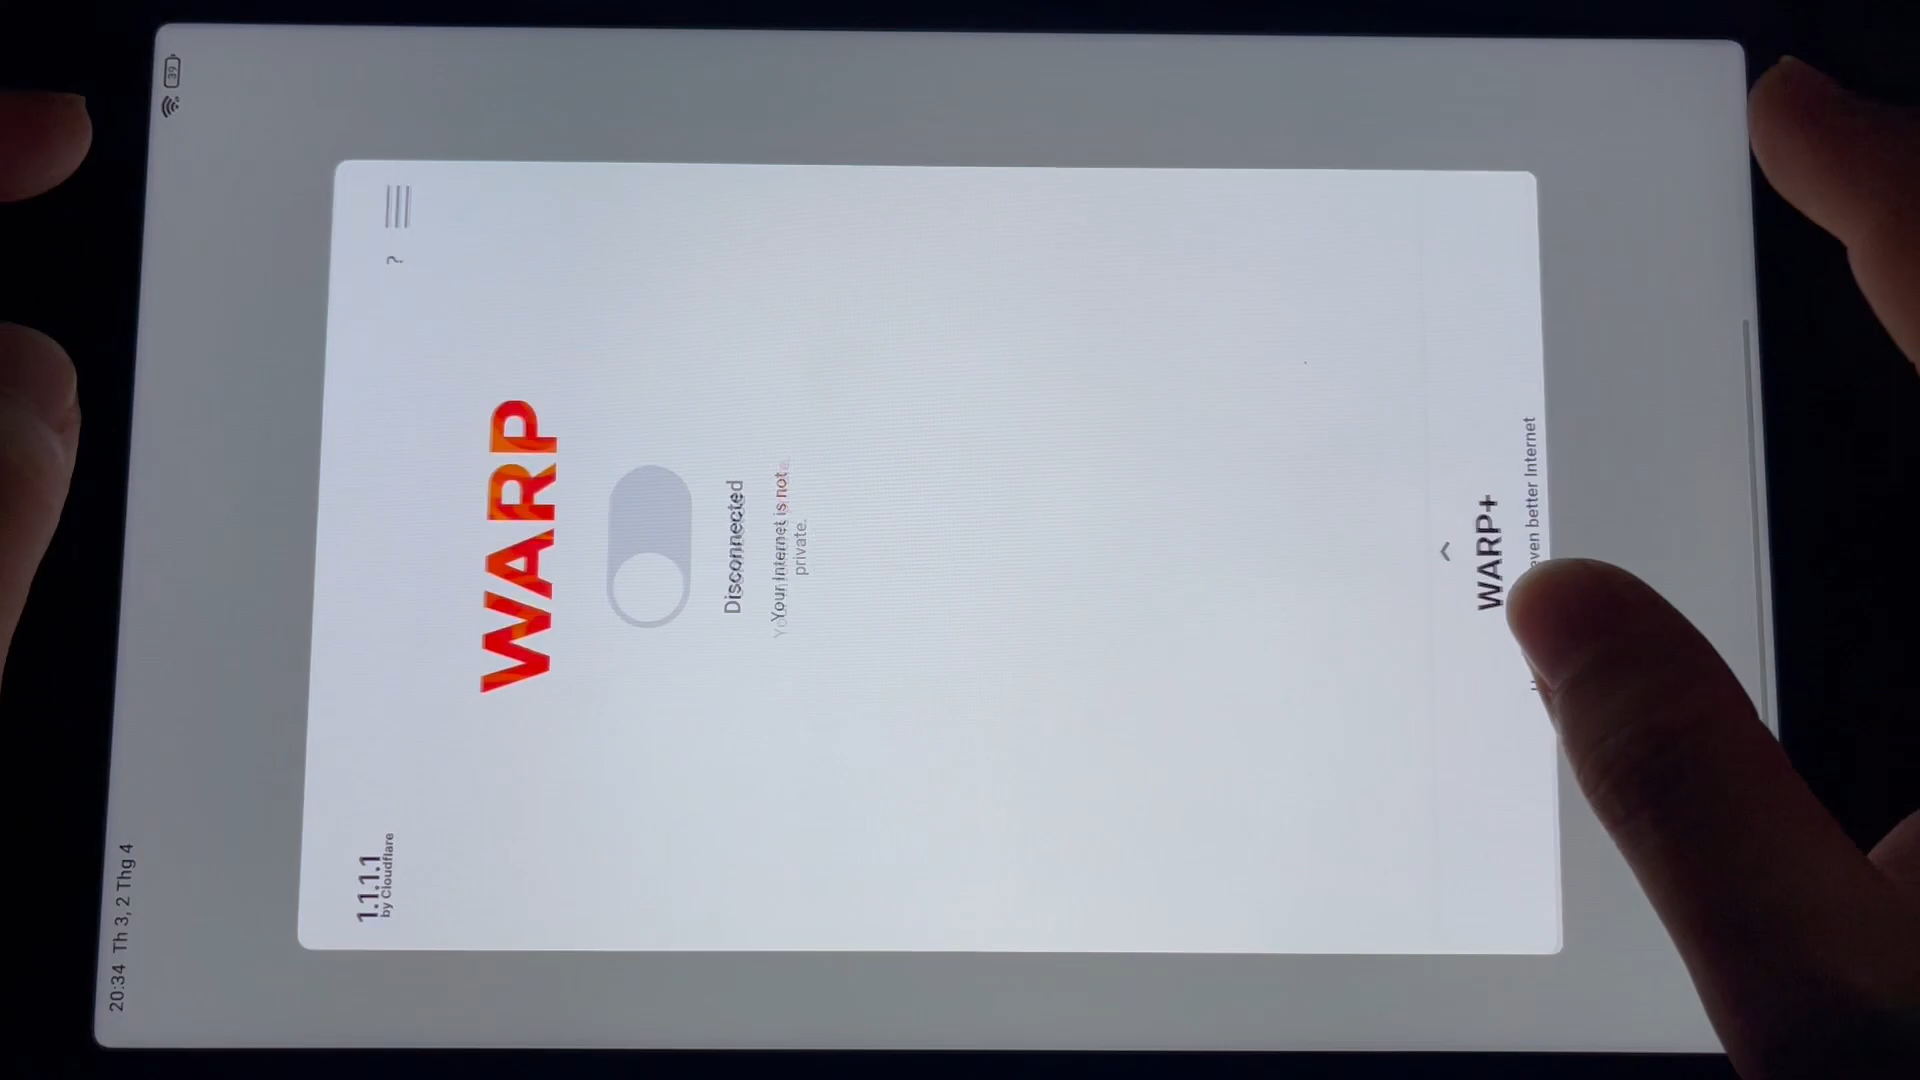 20:34 Th 3, 2 Thg 4
39
1.1.1.1
by Cloudflare
?
WARP
Disconnected
Your Internet is not
private.
WARP+
even better Internet